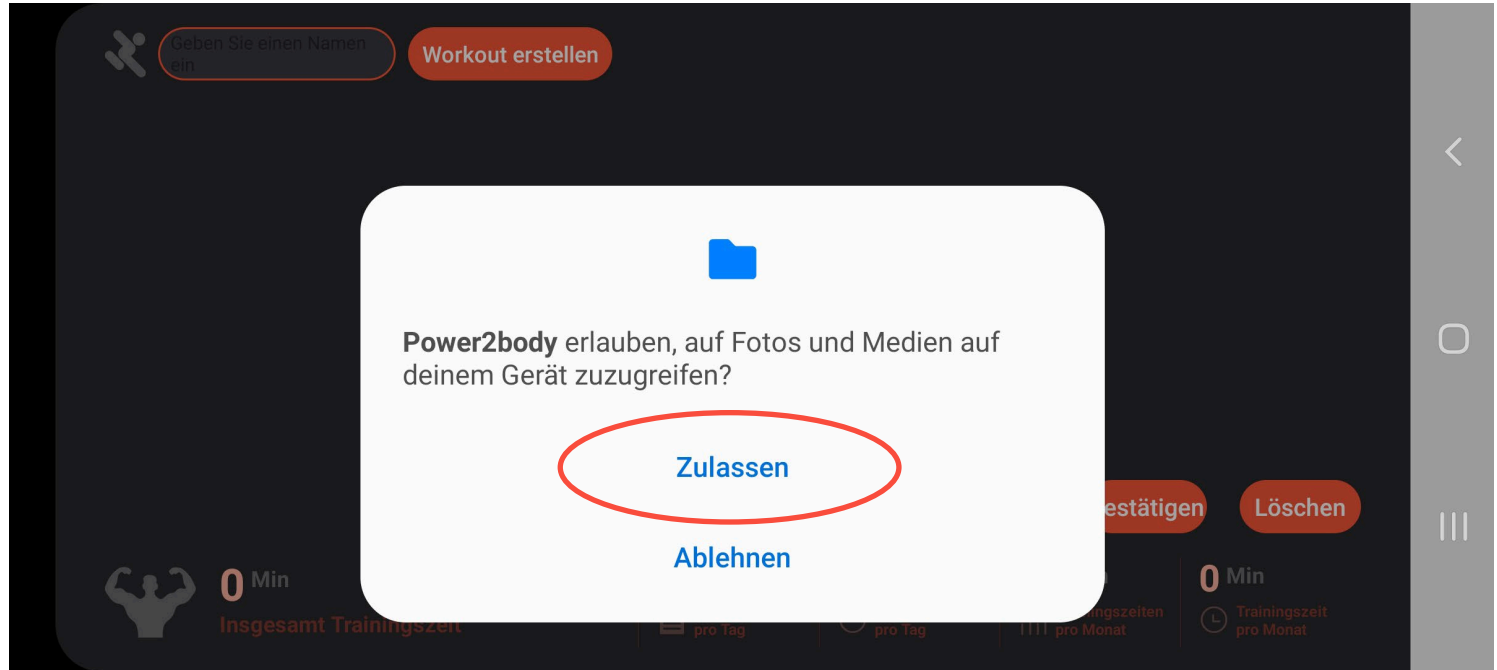 Geben Sie einen Namen
ein
Workout erstellen
Power2body erlauben, auf Fotos und Medien auf
deinem Gerät zuzugreifen?
Zulassen
Ablehnen
estätigen
Löschen
0 Min
Insgesamt Trainingszeit
pro Tag
pro Tag
ngszeiten
pro Monat
0 Min
Trainingszeit
pro Monat